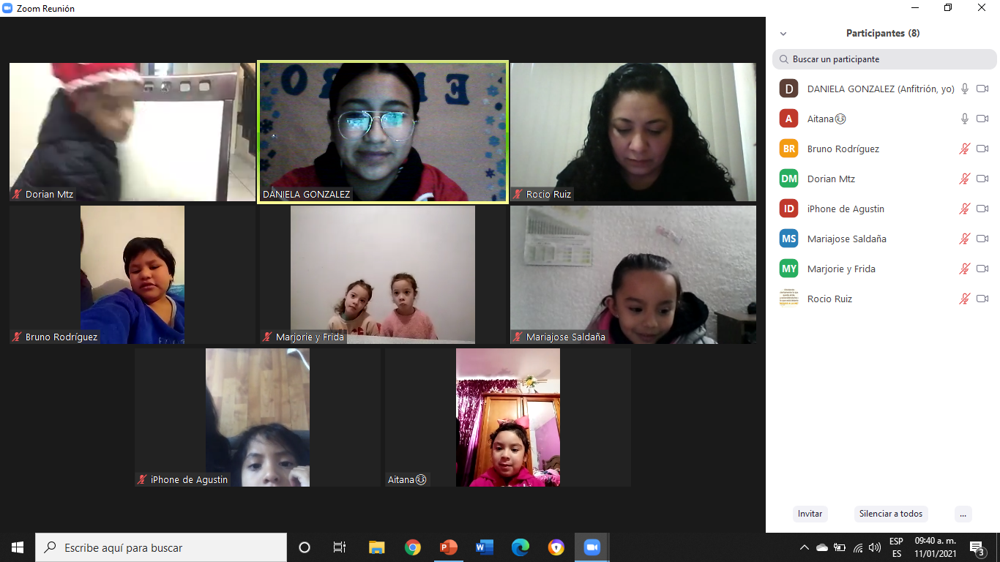 Zoom Reunión
Participantes (8)
Buscar un participante
D DANIELA GONZALEZ (Anfitrión, yo)
A Aitana
BR Bruno Rodríguez
DM Dorian Mtz
ID iPhone de Agustin
MS Mariajose Saldaña
MY Marjorie y Frida
Rocio Ruiz
Dorian Mtz
DANIELA GONZALEZ
Rocio Ruiz
Bruno Rodríguez
Marjorie y Frida
Mariajose Saldaña
iPhone de Agustin
Aitana
Invitar
Silenciar a todos
...
Escribe aquí para buscar
ESP
ES
09:40 a. m.
11/01/2021
3